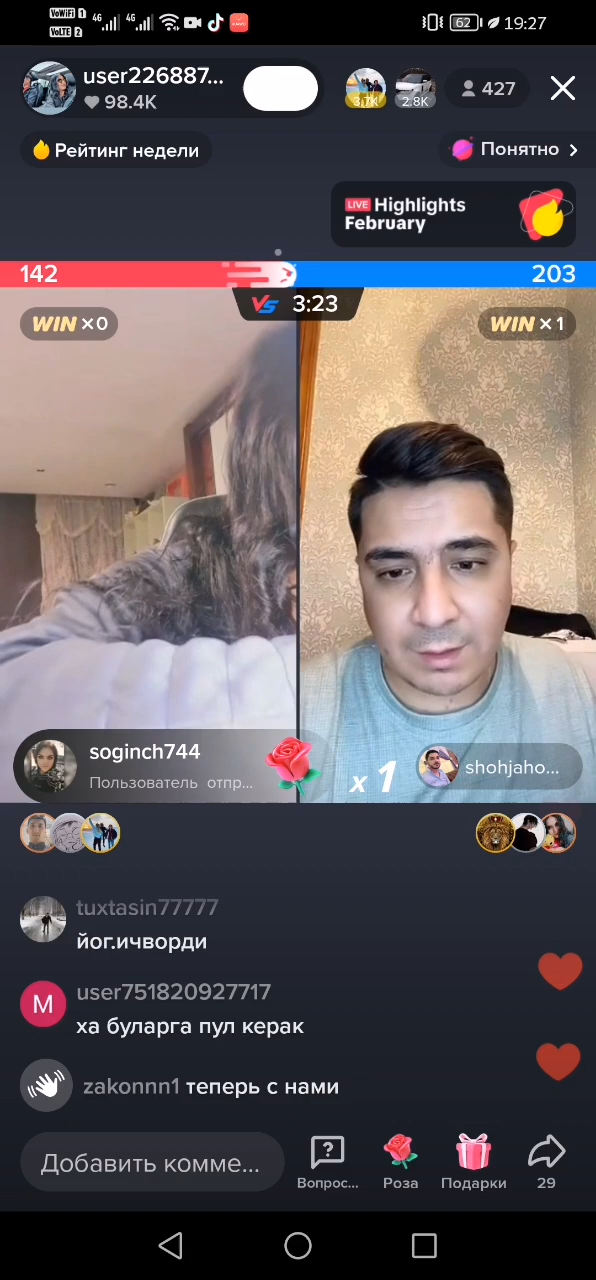 VoWiFi 1
VoLTE 2
4G
4G
62
19:27
user226887...
98.4K
3.7K
2.8K
427
Рейтинг недели
Понятно
LIVE Highlights
February
142
203
VS 3:23
WIN ×0
WIN ×1
soginch744
Пользователь отпр...
x 1
shohjaho...
tuxtasin77777
йог.ичворди
M
user751820927717
ха буларга пул керак
zakonnn1 теперь с нами
Добавить комме...
Вопрос...
Роза
Подарки
29